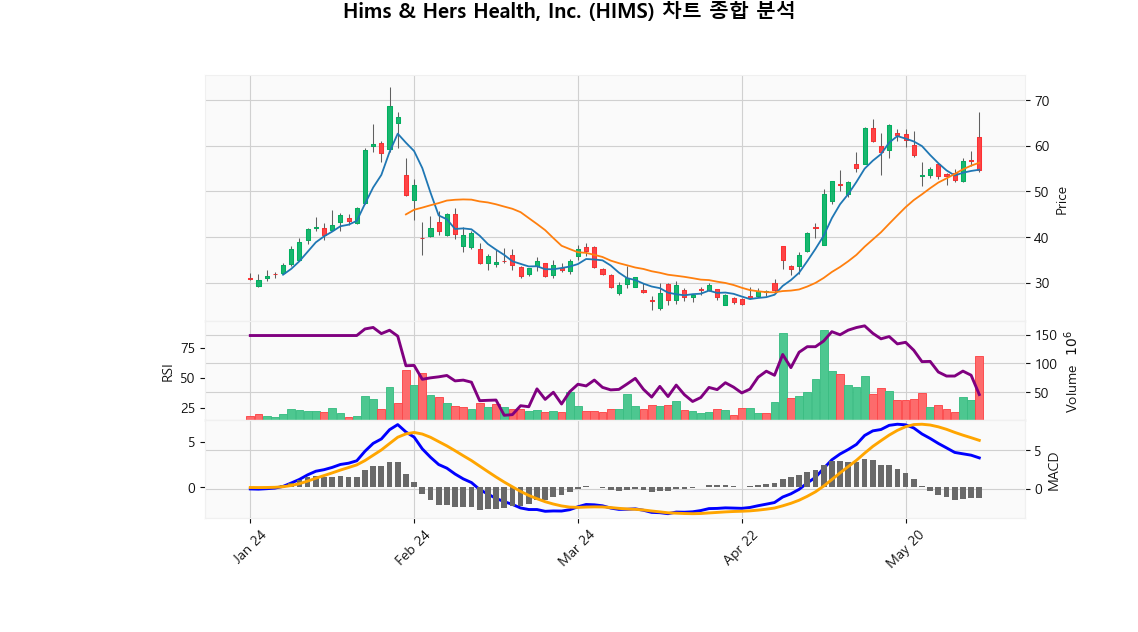 Hims & Hers Health, Inc. (HIMS) 차트 종합 분석
70
60
50
40
30
Price
75
50
25
RSI
150
100
50
Volume 10^6
5
0
5
0
MACD
Jan 24
Feb 24
Mar 24
Apr 22
May 20